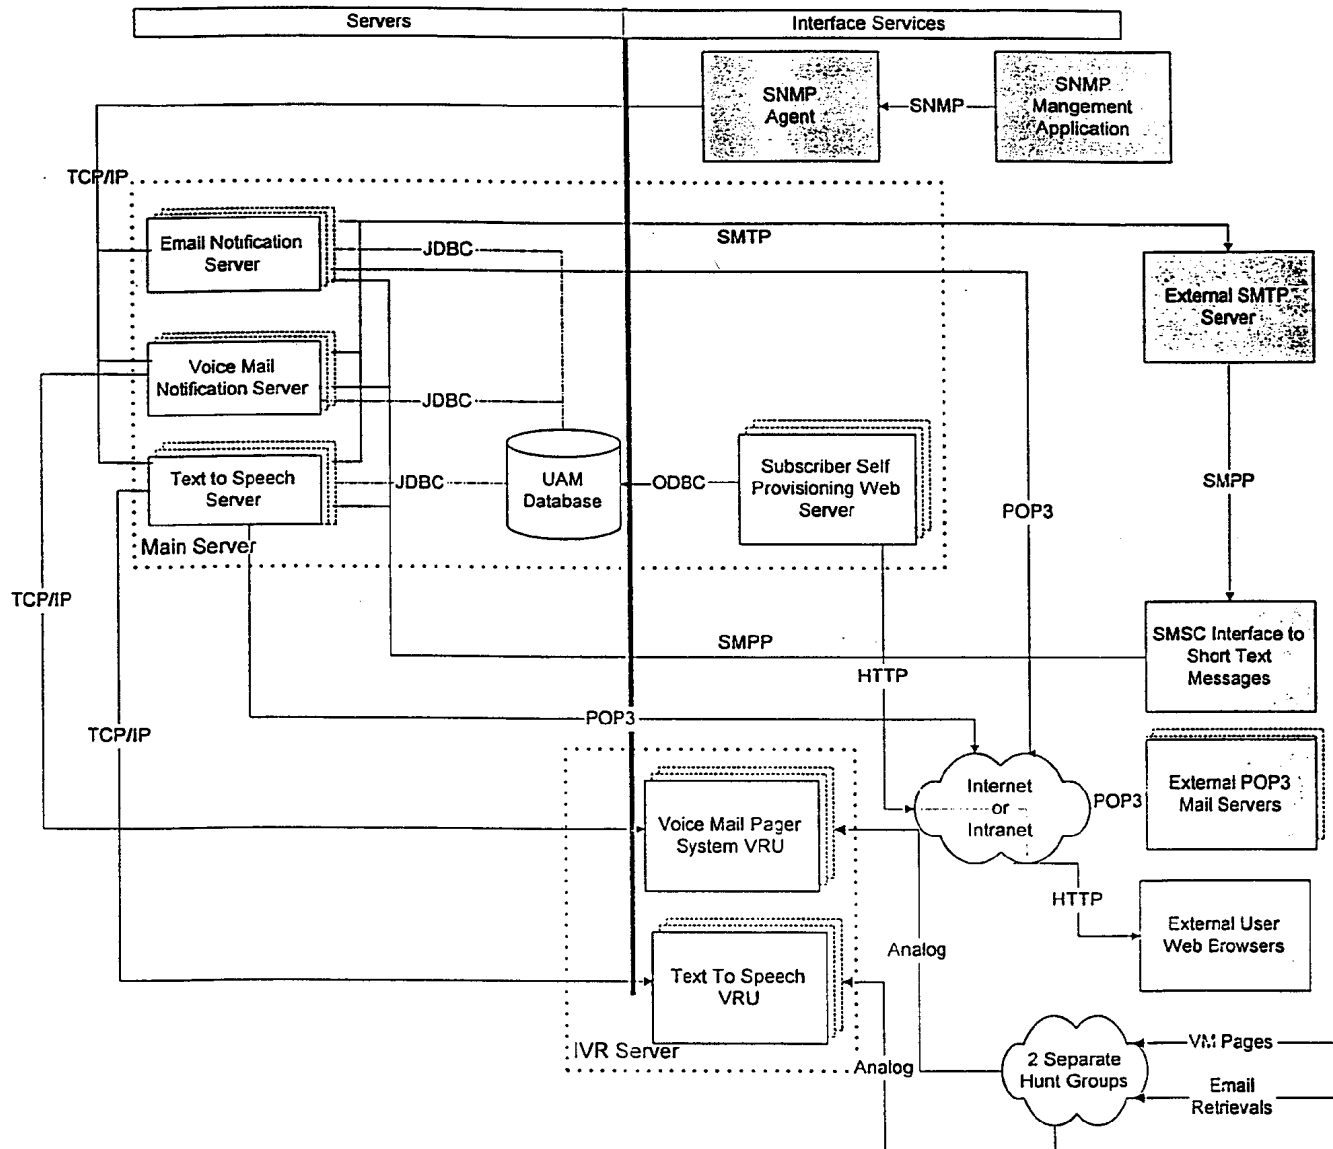 Servers
Interface Services
SNMP
Agent
SNMP
SNMP
Mangement
Application
TCP/IP
Email Notification
Server
JDBC
SMTP
External SMTP
Server
Voice Mail
Notification Server
JDBC
Text to Speech
Server
JDBC
UAM
Database
ODBC
Subscriber Self
Provisioning Web
Server
SMPP
POP3
Main Server
TCP/IP
SMPP
SMSC Interface to
Short Text
Messages
HTTP
POP3
TCP/IP
Internet
or
Intranet
POP3
External POP3
Mail Servers
Voice Mail Pager
System VRU
HTTP
External User
Web Browsers
Analog
Text To Speech
VRU
IVR Server
Analog
2 Separate
Hunt Groups
VM Pages
Email
Retrievals